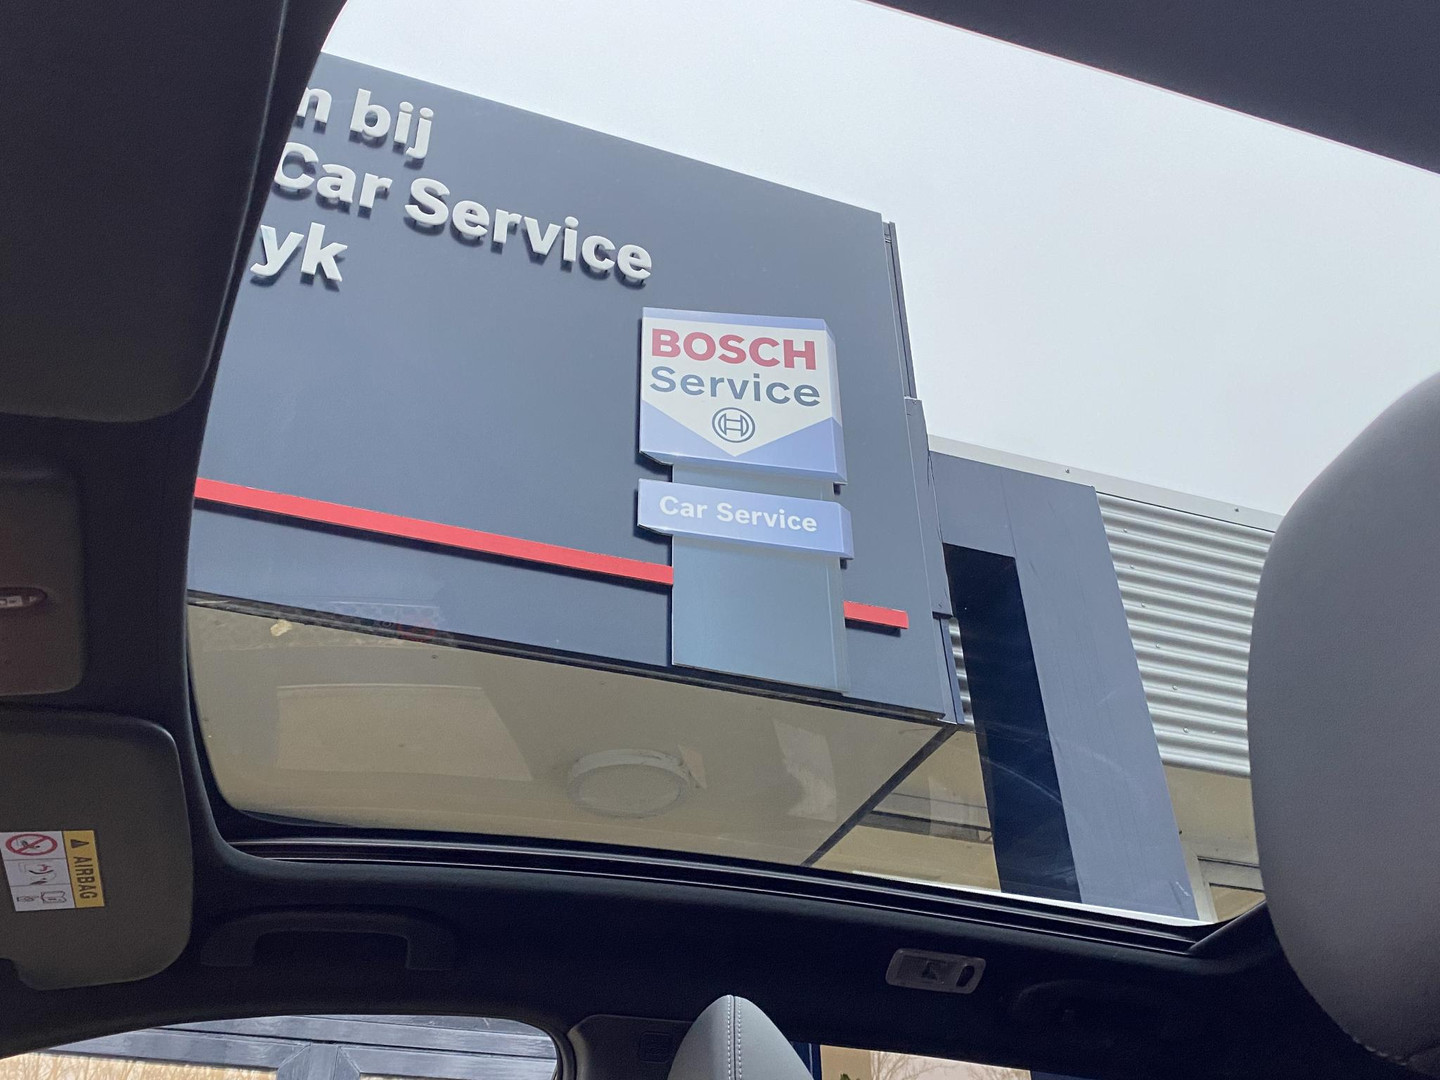 n bij
Car Service
yk
BOSCH
Service
Car Service
AIRBAG